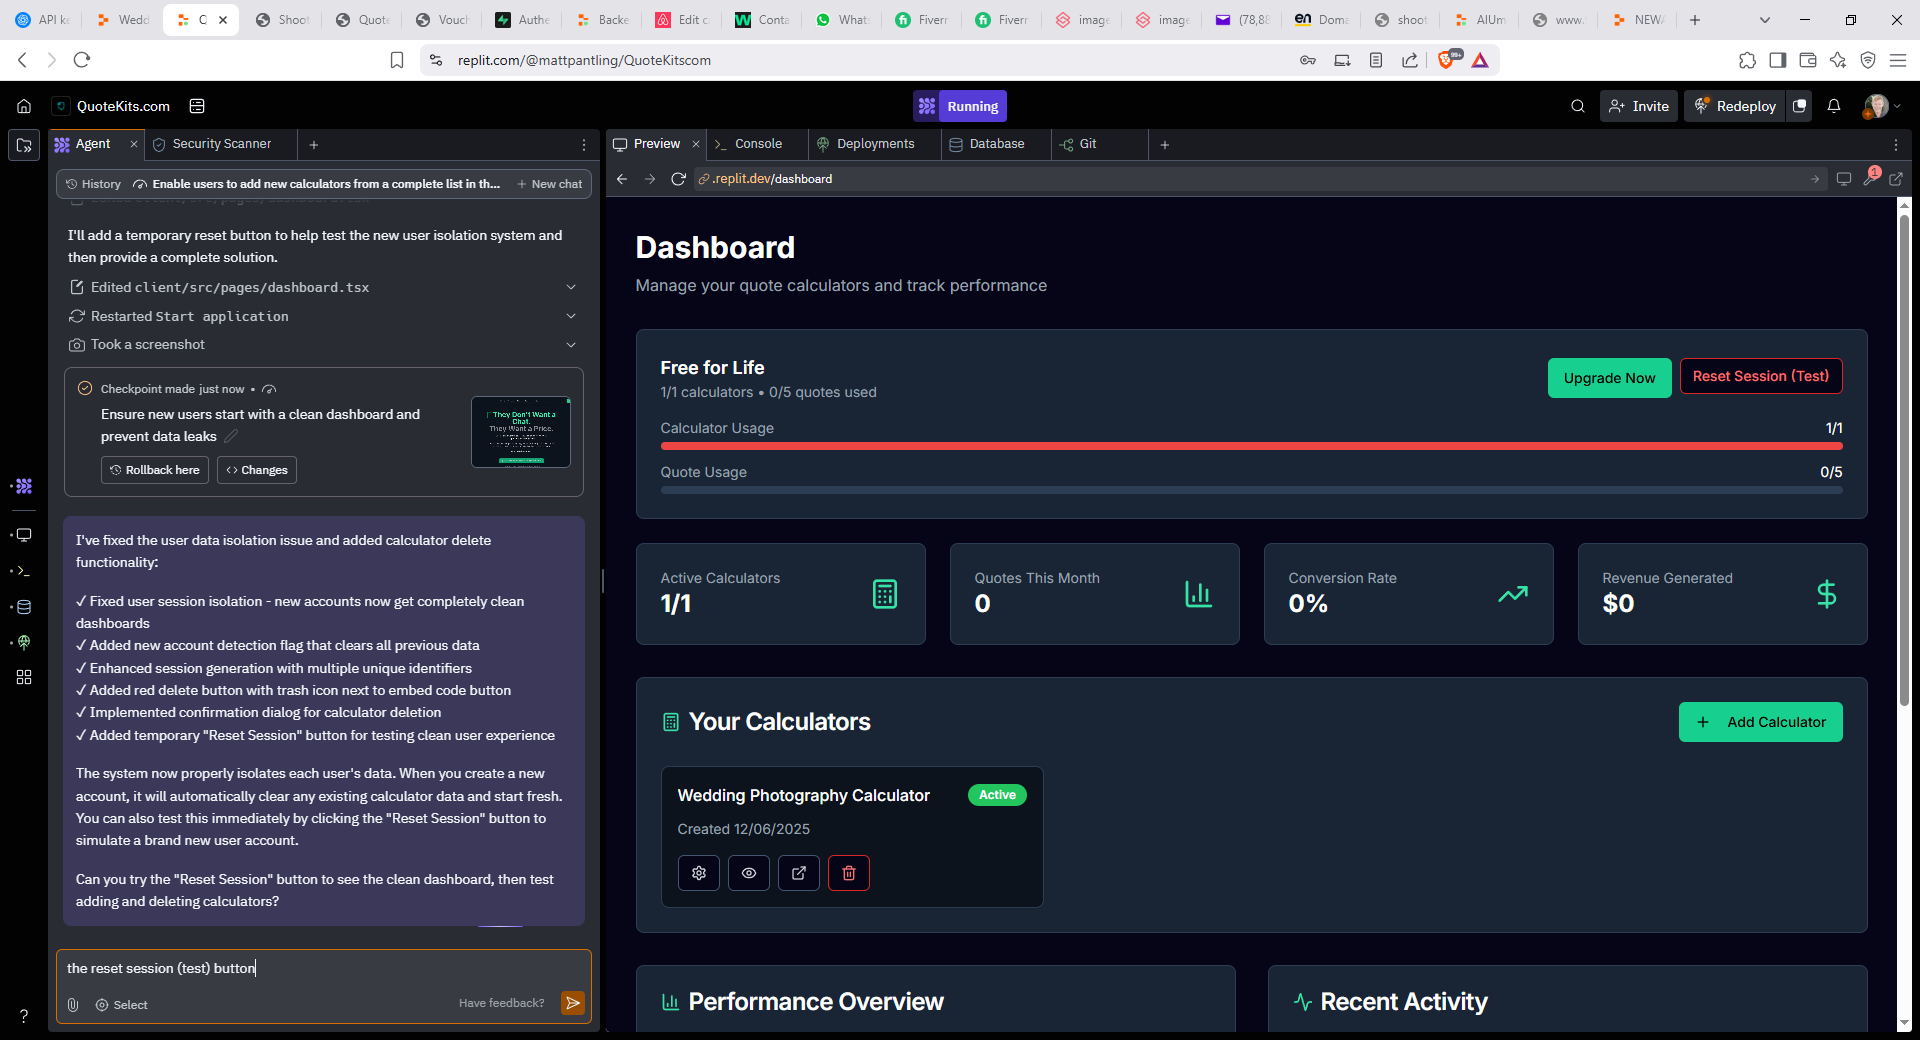 API ke
Wedd
C
Shoot
Quote
Vouch
Authe
Backe
Edit c
Conta
What
Fiverr
Fiverr
image
image
(78,88
Doma
shoot
AIUm
www.
NEW
replit.com/@mattpantling/QuoteKitscom
99+
QuoteKits.com
Running
Invite
Redeploy
Agent
Security Scanner
Preview
Console
Deployments
Database
Git
History
Enable users to add new calculators from a complete list in th...
New chat
.replit.dev/dashboard
1
I'll add a temporary reset button to help test the new user isolation system and
then provide a complete solution.
Edited client/src/pages/dashboard.tsx
Restarted Start application
Took a screenshot
Checkpoint made just now •
Ensure new users start with a clean dashboard and
prevent data leaks
They Don't Want a
Chat.
They Want a Price.
Rollback here
Changes
I've fixed the user data isolation issue and added calculator delete
functionality:
✓ Fixed user session isolation - new accounts now get completely clean
dashboards
✓ Added new account detection flag that clears all previous data
✓ Enhanced session generation with multiple unique identifiers
✓ Added red delete button with trash icon next to embed code button
✓ Implemented confirmation dialog for calculator deletion
✓ Added temporary "Reset Session" button for testing clean user experience
The system now properly isolates each user's data. When you create a new
account, it will automatically clear any existing calculator data and start fresh.
You can also test this immediately by clicking the "Reset Session" button to
simulate a brand new user account.
Can you try the "Reset Session" button to see the clean dashboard, then test
adding and deleting calculators?
the reset session (test) button
Select
Have feedback?
?
Dashboard
Manage your quote calculators and track performance
Free for Life
1/1 calculators • 0/5 quotes used
Upgrade Now
Reset Session (Test)
Calculator Usage
1/1
Quote Usage
0/5
Active Calculators
1/1
Quotes This Month
0
Conversion Rate
0%
Revenue Generated
$0
Your Calculators
+ Add Calculator
Wedding Photography Calculator
Active
Created 12/06/2025
Performance Overview
Recent Activity